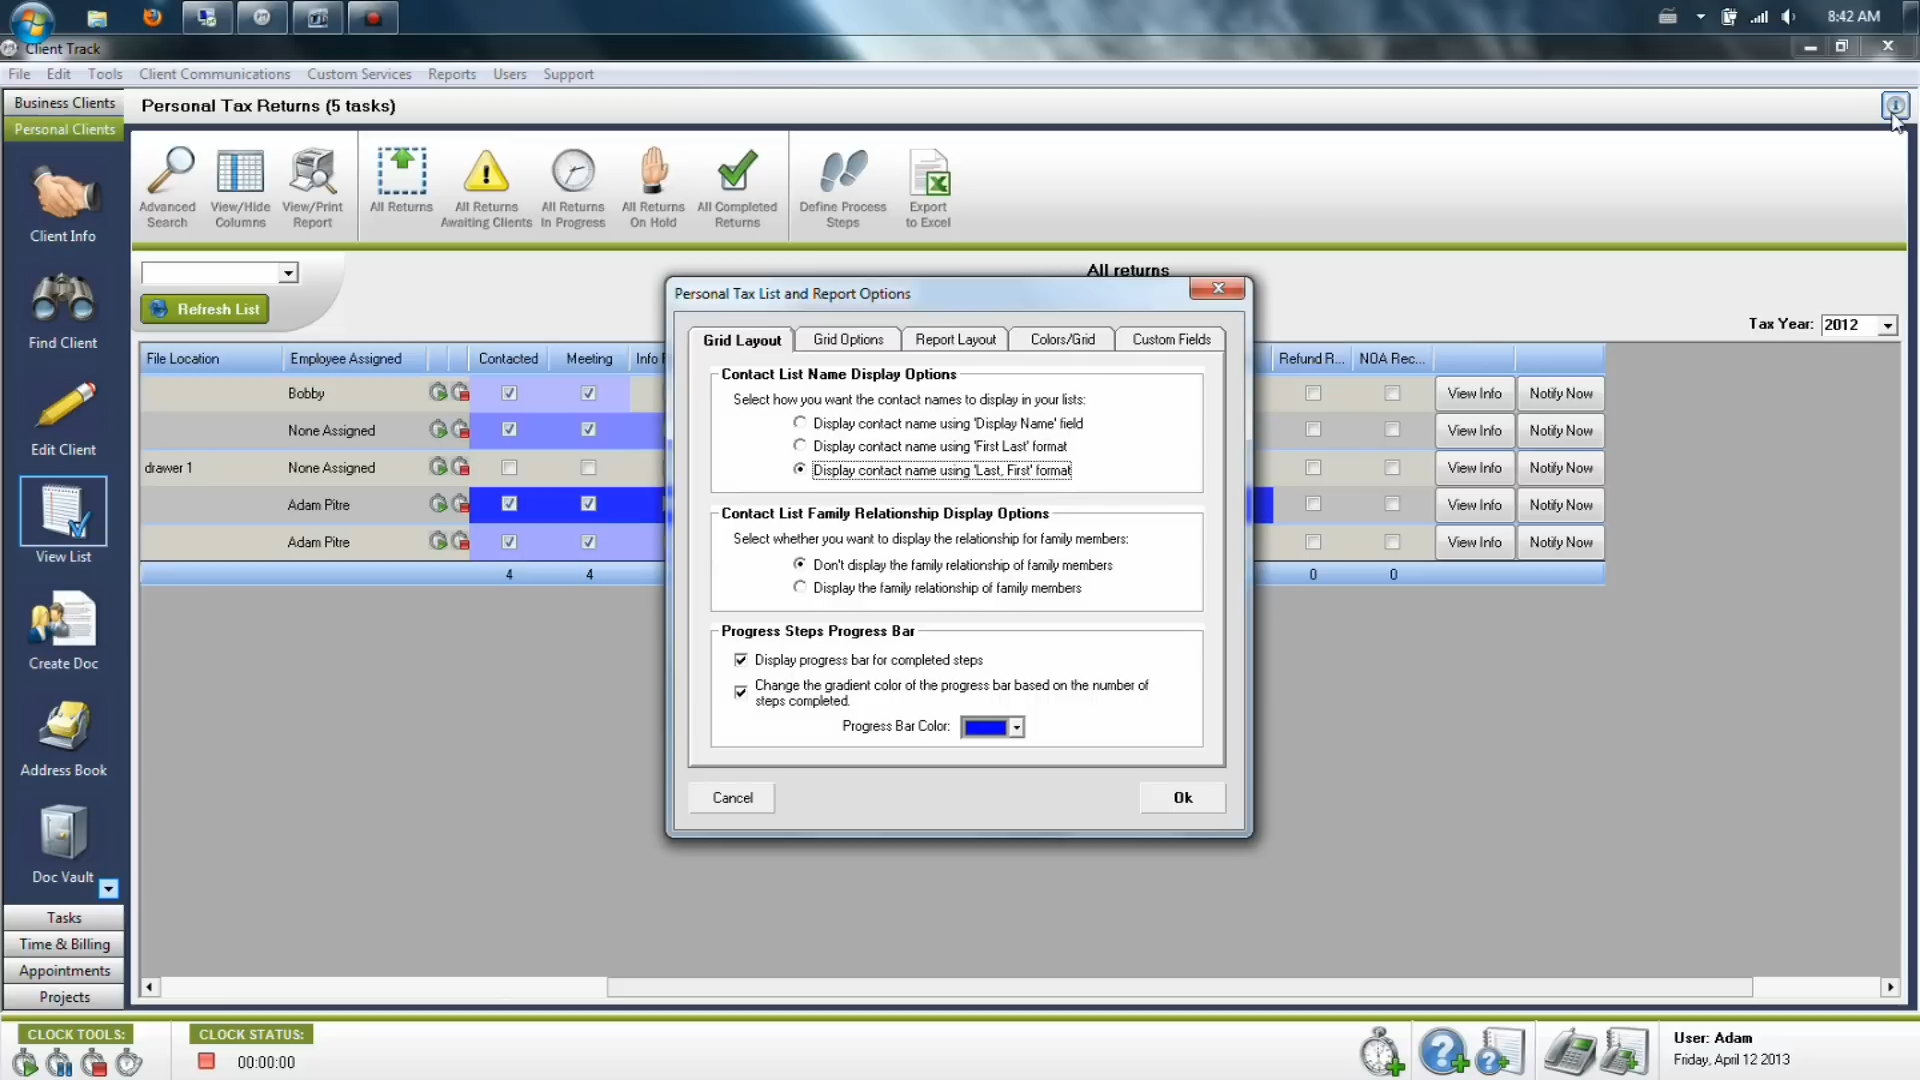 8:42 AM
Client Track
File Edit Tools Client Communications Custom Services Reports Users Support
Business Clients
Personal Clients
Personal Tax Returns (5 tasks)
Advanced Search
View/Hide Columns
View/Print Report
All Returns
All Returns Awaiting Clients
All Returns In Progress
All Returns On Hold
All Completed Returns
Define Process Steps
Export to Excel
Client Info
Find Client
Edit Client
View List
Create Doc
Address Book
Doc Vault
Tasks
Time & Billing
Appointments
Projects
All returns
Refresh List
Tax Year: 2012
File Location Employee Assigned Contacted Meeting Info Refund R... NOA Rec...
Bobby View Info Notify Now
None Assigned View Info Notify Now
drawer 1 None Assigned View Info Notify Now
Adam Pitre View Info Notify Now
Adam Pitre View Info Notify Now
4 4 0 0
Personal Tax List and Report Options
Grid Layout Grid Options Report Layout Colors/Grid Custom Fields
Contact List Name Display Options
Select how you want the contact names to display in your lists:
Display contact name using 'Display Name' field
Display contact name using 'First Last' format
Display contact name using 'Last, First' format
Contact List Family Relationship Display Options
Select whether you want to display the relationship for family members:
Don't display the family relationship of family members
Display the family relationship of family members
Progress Steps Progress Bar
Display progress bar for completed steps
Change the gradient color of the progress bar based on the number of
steps completed.
Progress Bar Color:
Cancel Ok
CLOCK TOOLS: CLOCK STATUS:
00:00:00
User: Adam
Friday, April 12 2013